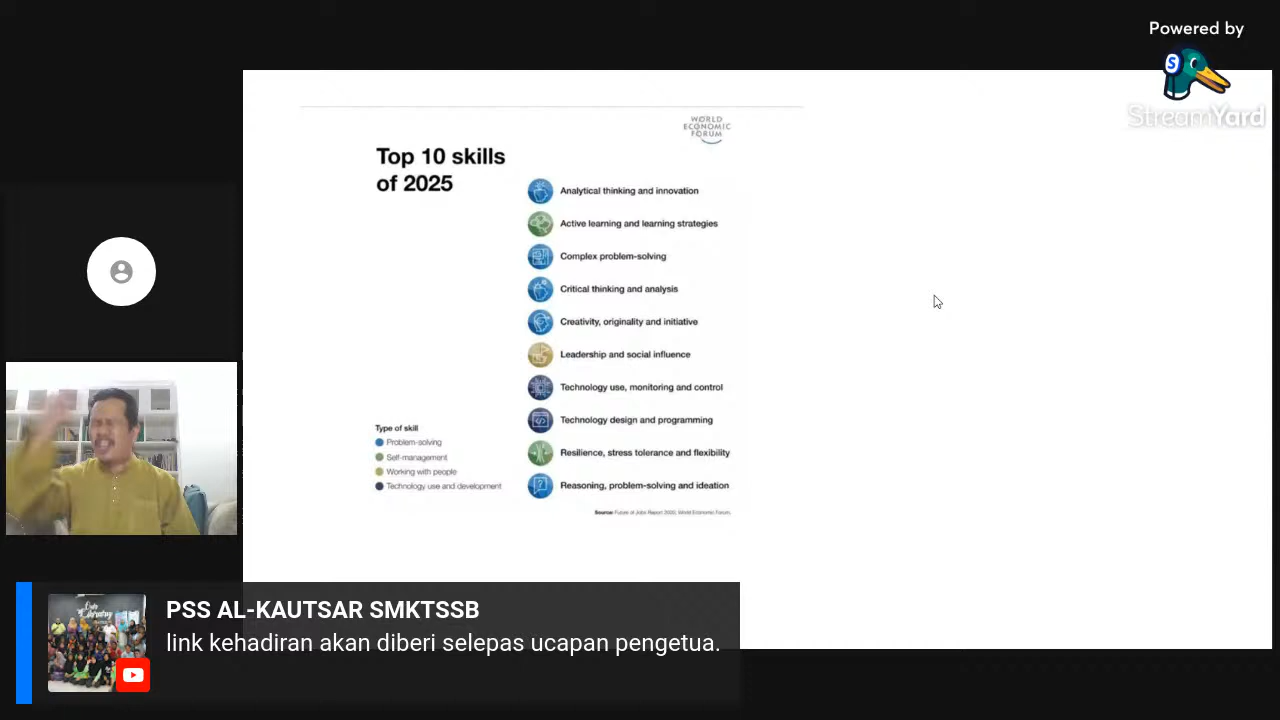 Powered by
StreamYard
WORLD
ECONOMIC
FORUM
Top 10 skills
of 2025
Analytical thinking and innovation
Active learning and learning strategies
Complex problem-solving
Critical thinking and analysis
Creativity, originality and initiative
Leadership and social influence
Technology use, monitoring and control
Technology design and programming
Resilience, stress tolerance and flexibility
Reasoning, problem-solving and ideation
Type of skill
Problem-solving
Self-management
Working with people
Technology use and development
Source: Future of Jobs Report 2020, World Economic Forum.
PSS AL-KAUTSAR SMKTSSB
link kehadiran akan diberi selepas ucapan pengetua.